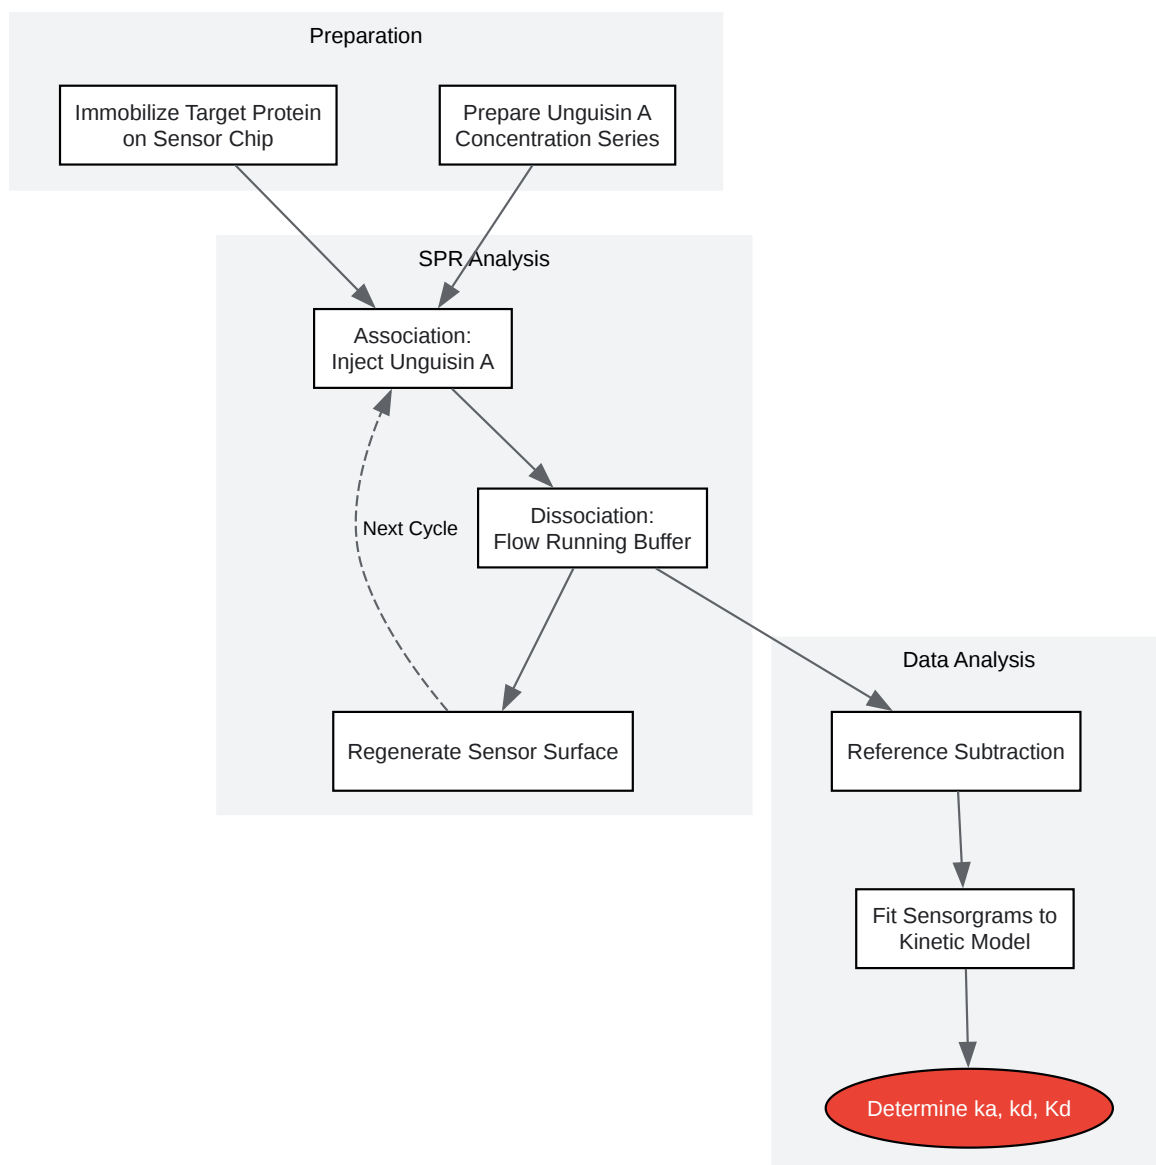 Preparation
Immobilize Target Protein
on Sensor Chip
Prepare Unguisin A
Concentration Series
SPR Analysis
Association:
Inject Unguisin A
Dissociation:
Flow Running Buffer
Next Cycle
Regenerate Sensor Surface
Data Analysis
Reference Subtraction
Fit Sensorgrams to
Kinetic Model
Determine ka, kd, Kd